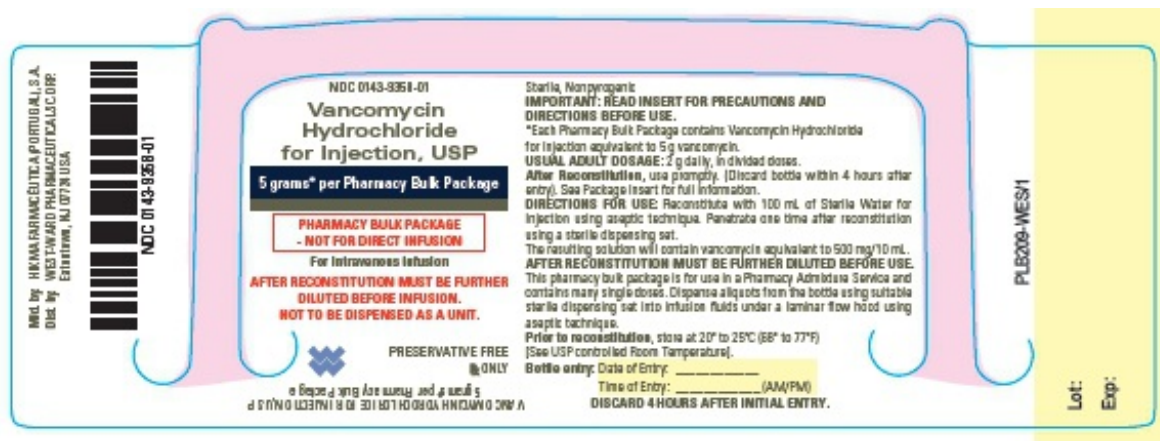 Mfd. by HIKMA FARMACÊUTICA (PORTUGAL), S.A.
Dist. by WEST-WARD PHARMACEUTICALS CORP.
Eatontown, NJ 07724 USA
NDC 0143-9358-01
NDC 0143-9358-01
Vancomycin
Hydrochloride
for Injection, USP
5 grams* per Pharmacy Bulk Package
PHARMACY BULK PACKAGE
- NOT FOR DIRECT INFUSION
For Intravenous Infusion
AFTER RECONSTITUTION MUST BE FURTHER
DILUTED BEFORE INFUSION.
NOT TO BE DISPENSED AS A UNIT.
PRESERVATIVE FREE
℞ ONLY
VANCOMYCIN HYDROCHLORIDE FOR INJECTION, USP
5 grams* per Pharmacy Bulk Package
Sterile, Nonpyrogenic
IMPORTANT: READ INSERT FOR PRECAUTIONS AND
DIRECTIONS BEFORE USE.
*Each Pharmacy Bulk Package contains Vancomycin Hydrochloride
for Injection equivalent to 5 g vancomycin.
USUAL ADULT DOSAGE: 2 g daily, in divided doses.
After Reconstitution, use promptly. (Discard bottle within 4 hours after
entry). See Package Insert for full information.
DIRECTIONS FOR USE: Reconstitute with 100 mL of Sterile Water for
Injection using aseptic technique. Penetrate one time after reconstitution
using a sterile dispensing set.
The resulting solution will contain vancomycin equivalent to 500 mg/10 mL.
AFTER RECONSTITUTION MUST BE FURTHER DILUTED BEFORE USE.
This pharmacy bulk package is for use in a Pharmacy Admixture Service and
contains many single doses. Dispense aliquots from the bottle using suitable
sterile dispensing set into infusion fluids under a laminar flow hood using
aseptic technique.
Prior to reconstitution, store at 20° to 25°C (68° to 77°F)
[See USP controlled Room Temperature].
Bottle entry: Date of Entry: ______________
Time of Entry: ______________ (AM/PM)
DISCARD 4 HOURS AFTER INITIAL ENTRY.
PLB209-WES/1
Lot:
Exp: